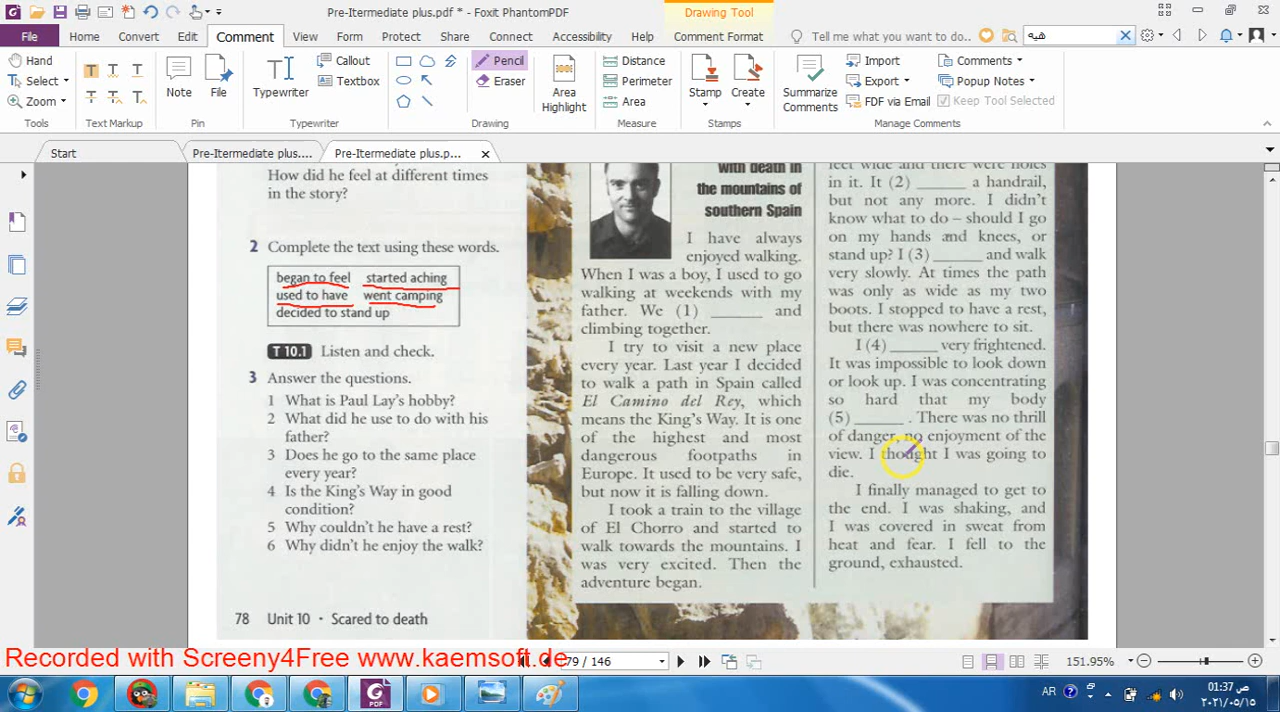 Pre-Itermediate plus.pdf * - Foxit PhantomPDF
Drawing Tool
File Home Convert Edit Comment View Form Protect Share Connect Accessibility Help Comment Format Tell me what you want to do..
Hand
Select
Zoom
Tools
Text Markup
Note
File
Pin
Typewriter
Callout
Textbox
Typewriter
Pencil
Eraser
Drawing
Area Highlight
Distance
Perimeter
Area
Measure
Stamp
Create
Stamps
Summarize Comments
Import
Export
FDF via Email
Comments
Popup Notes
Keep Tool Selected
Manage Comments
Start
Pre-Itermediate plus....
Pre-Itermediate plus.p...
How did he feel at different times
in the story?
2 Complete the text using these words.
began to feel started aching
used to have went camping
decided to stand up
T 10.1 Listen and check.
3 Answer the questions.
1 What is Paul Lay's hobby?
2 What did he use to do with his
father?
3 Does he go to the same place
every year?
4 Is the King's Way in good
condition?
5 Why couldn't he have a rest?
6 Why didn't he enjoy the walk?
78 Unit 10 • Scared to death
with death in
the mountains of
southern Spain
I have always
enjoyed walking.
When I was a boy, I used to go
walking at weekends with my
father. We (1) ______ and
climbing together.
I try to visit a new place
every year. Last year I decided
to walk a path in Spain called
El Camino del Rey, which
means the King's Way. It is one
of the highest and most
dangerous footpaths in
Europe. It used to be very safe,
but now it is falling down.
I took a train to the village
of El Chorro and started to
walk towards the mountains. I
was very excited. Then the
adventure began.
feet wide and there were holes
in it. It (2) ______ a handrail,
but not any more. I didn't
know what to do – should I go
on my hands and knees, or
stand up? I (3) ______ and walk
very slowly. At times the path
was only as wide as my two
boots. I stopped to have a rest,
but there was nowhere to sit.
I (4) ______ very frightened.
It was impossible to look down
or look up. I was concentrating
so hard that my body
(5) ______ . There was no thrill
of danger, no enjoyment of the
view. I thought I was going to
die.
I finally managed to get to
the end. I was shaking, and
I was covered in sweat from
heat and fear. I fell to the
ground, exhausted.
Recorded with Screeny4Free www.kaemsoft.de
79 / 146
151.95%
AR
01:37 ص
٢٠٢١/٠٥/١٥